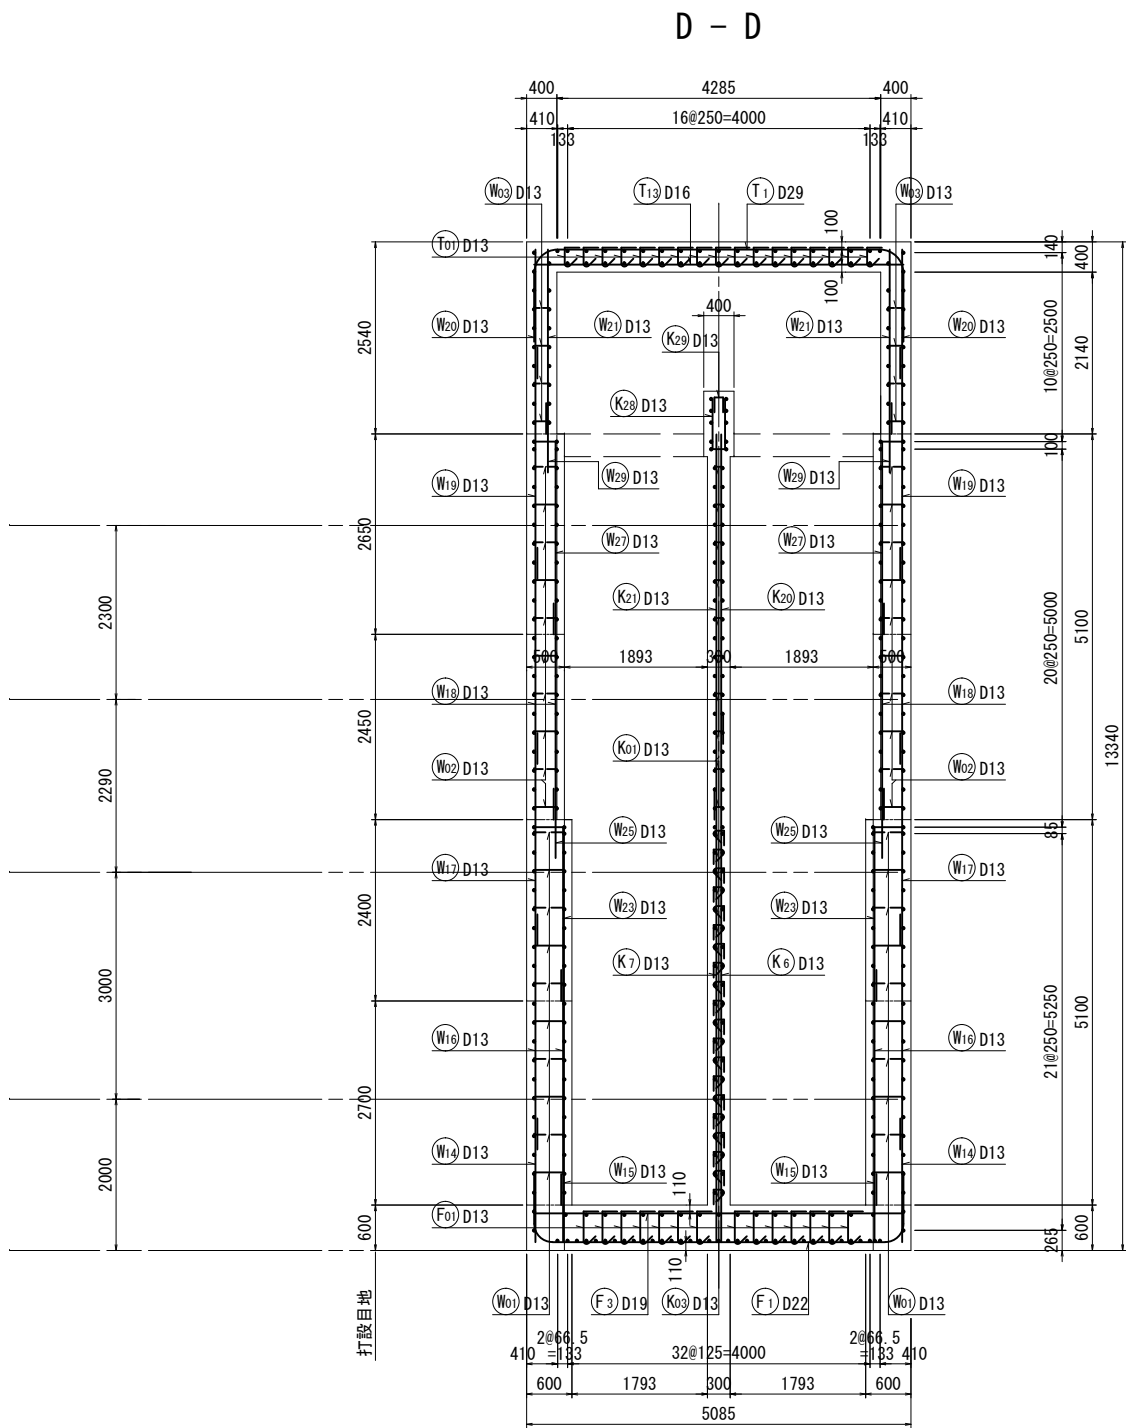 D - D
400 4285 400
410 16@250=4000 410
133 133
W03 D13 T13 D16 T1 D29 W03 D13
T01 D13 100 140 400
100
400
W20 D13 W21 D13 W21 D13 W20 D13
2540 K29 D13 10@250=2500 2140
K28 D13
100
W19 D13 W29 D13 W29 D13 W19 D13
2650 W27 D13 W27 D13
2300 K21 D13 K20 D13 20@250=5000 5100
500 1893 300 1893 500
W18 D13 W18 D13
2450 13340
K01 D13
2290 W02 D13 W02 D13
W25 D13 W25 D13 85
W17 D13 W17 D13
2400 W23 D13 W23 D13
3000 K7 D13 K6 D13
W16 D13 W16 D13 21@250=5250 5100
2700
2000 W14 D13 W14 D13
W15 D13 110 W15 D13
600 F01 D13 265 600
110
打設目地 W01 D13 F3 D19 K03 D13 F1 D22 W01 D13
2@66.5 2@66.5
410 =133 32@125=4000 =133 410
600 1793 300 1793 600
5085